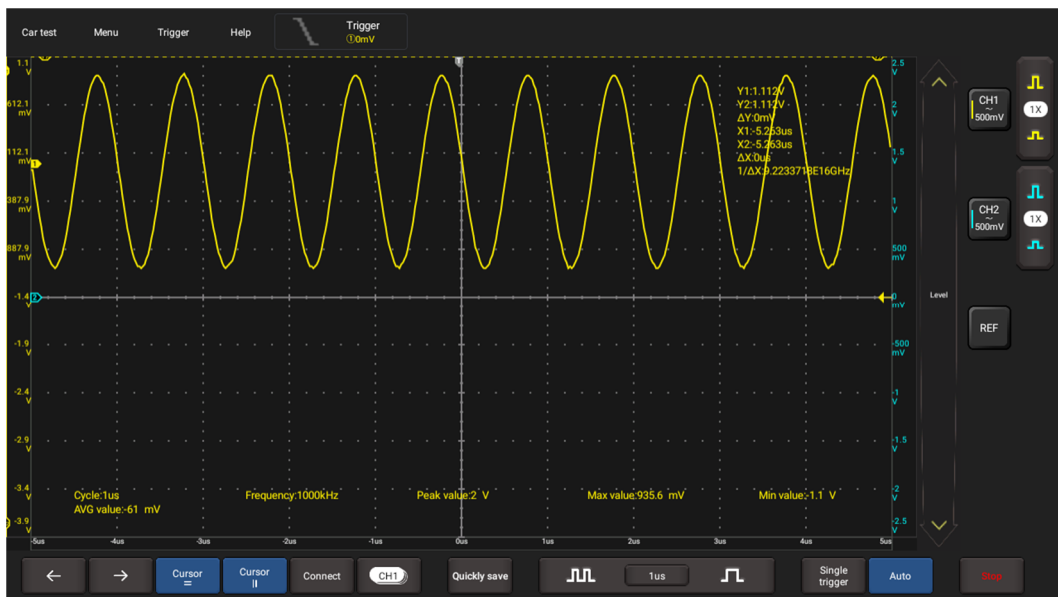 Car test
Menu
Trigger
Help
Trigger
①0mV
1.1
V
612.1
mV
112.1
mV
387.9
mV
887.9
mV
-1.4
V
-1.9
V
-2.4
V
-2.9
V
-3.4
V
-3.9
V
1
2
T
Y1:1.112V
Y2:1.112V
ΔY:0mV
X1:-5.263us
X2:-5.263us
ΔX:0us
1/ΔX:9.2233718E16GHz
2.5
V
2
V
1.5
V
1
V
500
mV
0
mV
-500
mV
-1
V
-1.5
V
-2
V
-2.5
V
Cycle:1us
Frequency:1000kHz
Peak value:2 V
Max value:935.6 mV
Min value:-1.1 V
AVG value:-61 mV
-5us
-4us
-3us
-2us
-1us
0us
1us
2us
3us
4us
5us
Level
CH1
~
500mV
1X
CH2
~
500mV
1X
REF
Cursor
Cursor
Connect
CH1
Quickly save
1us
Single
trigger
Auto
Stop